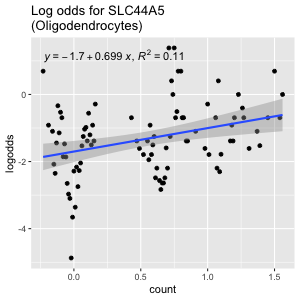 Log odds for SLC44A5
(Oligodendrocytes)
y = −1.7 + 0.699 x, R² = 0.11
0
-2
-4
logodds
0.0 0.5 1.0 1.5
count